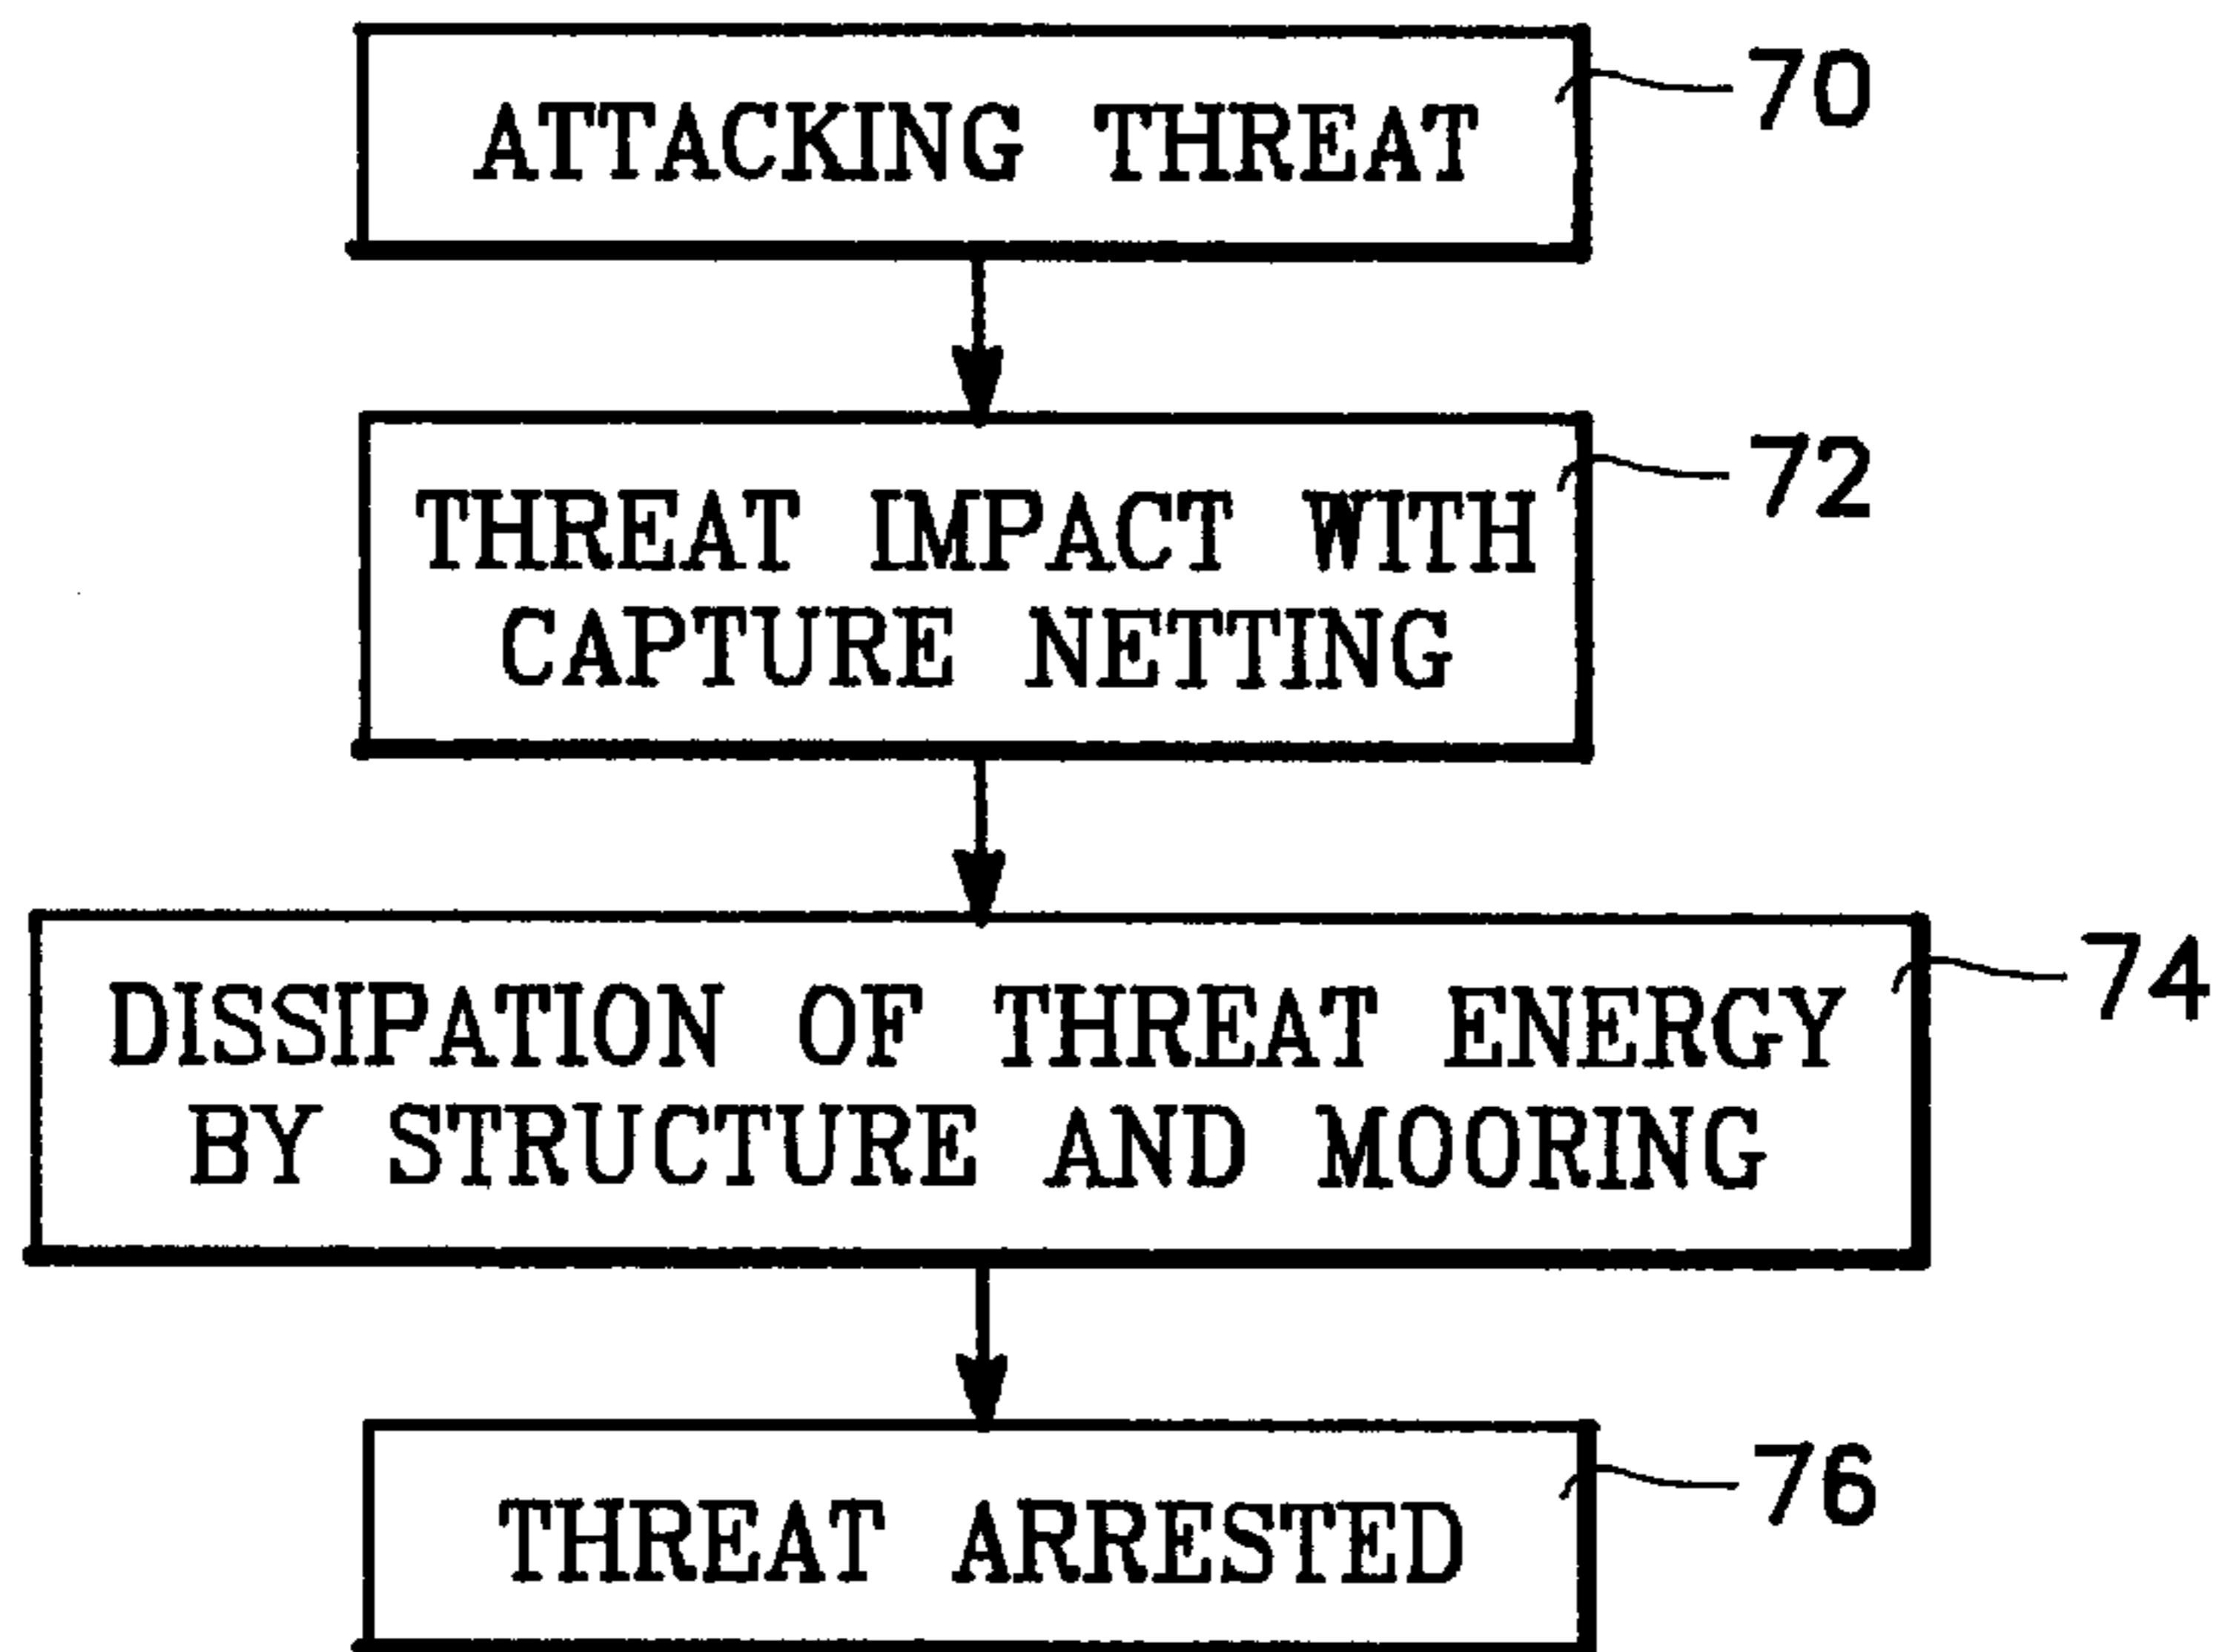 ATTACKING THREAT
70
THREAT IMPACT WITH
72
CAPTURE NETTING
DISSIPATION OF THREAT ENERGY
74
BY STRUCTURE AND MOORING
THREAT ARRESTED
76